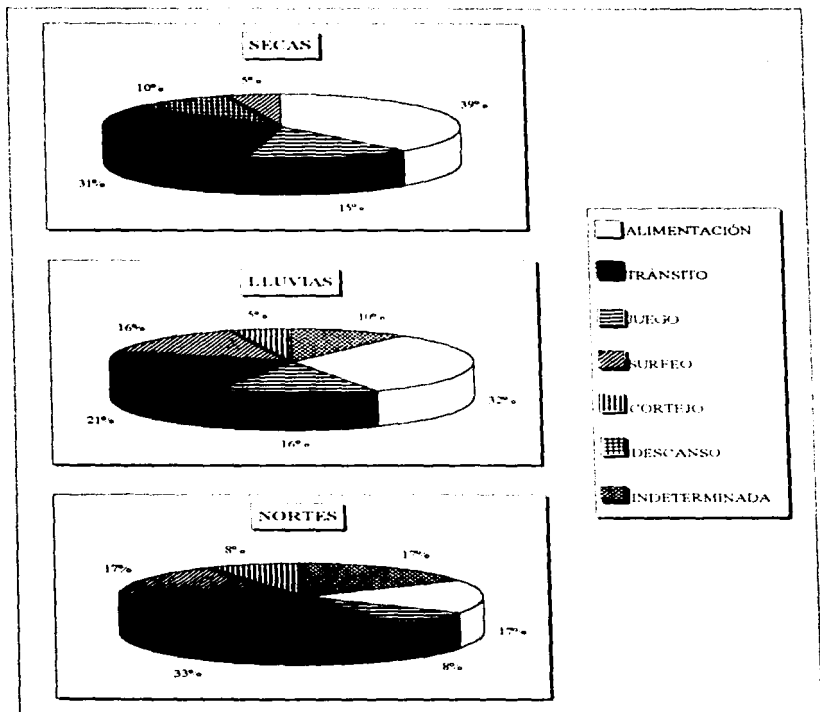 SECAS
10% 5%
39%
31%
15%
LLUVIAS
16% 5% 10%
32%
21%
16%
NORTES
17% 8% 17%
17%
33% 8%
ALIMENTACIÓN
TRÁNSITO
JUEGO
SURFEO
CORTEJO
DESCANSO
INDETERMINADA